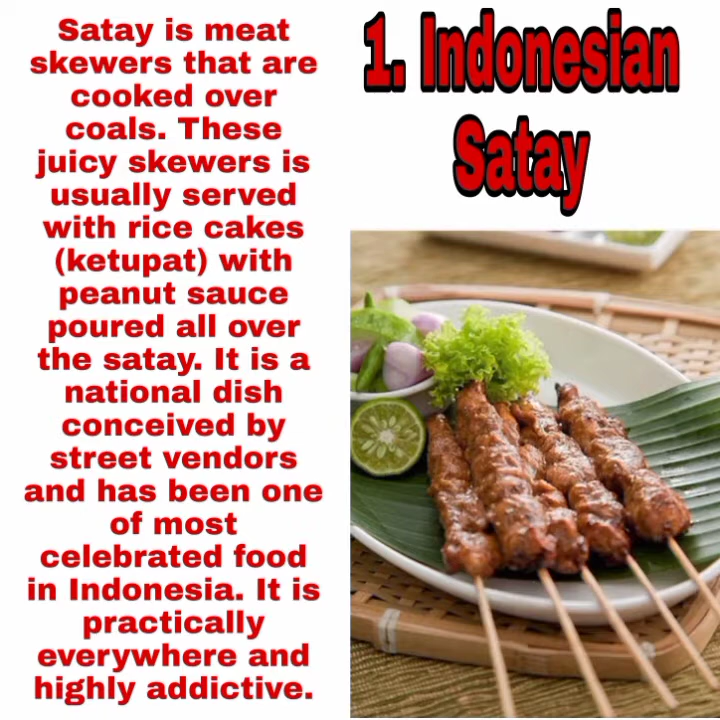 Satay is meat
skewers that are
cooked over
coals. These
juicy skewers is
usually served
with rice cakes
(ketupat) with
peanut sauce
poured all over
the satay. It is a
national dish
conceived by
street vendors
and has been one
of most
celebrated food
in Indonesia. It is
practically
everywhere and
highly addictive.
1. Indonesian
Satay